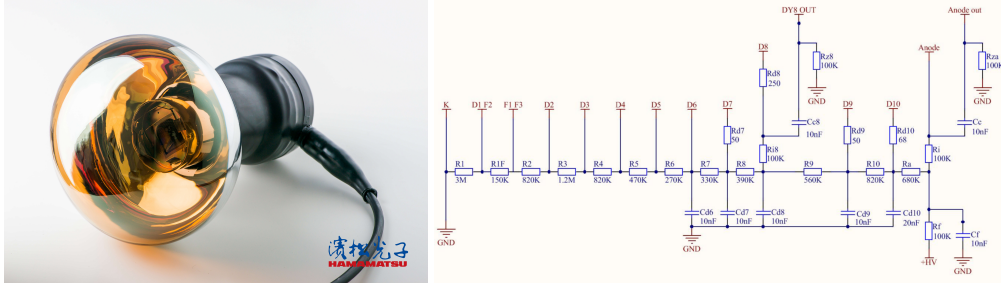 濱松光子
HAMAMATSU
DY8 OUT
Anode out
D8
Rz8
100K
GND
Anode
Rza
100K
GND
K
D1 F2
F1 F3
D2
D3
D4
D5
D6
D7
D9
D10
Rd8
250
Cc8
10nF
Cc
10nF
Rd7
50
Rd9
50
Rd10
68
Ri8
100K
Ri
100K
R1
3M
R1F
150K
R2
820K
R3
1.2M
R4
820K
R5
470K
R6
270K
R7
330K
R8
390K
R9
560K
R10
820K
Ra
680K
Cd6
10nF
Cd7
10nF
Cd8
10nF
Cd9
10nF
Cd10
20nF
GND
GND
Rf
100K
Cf
10nF
+HV
GND